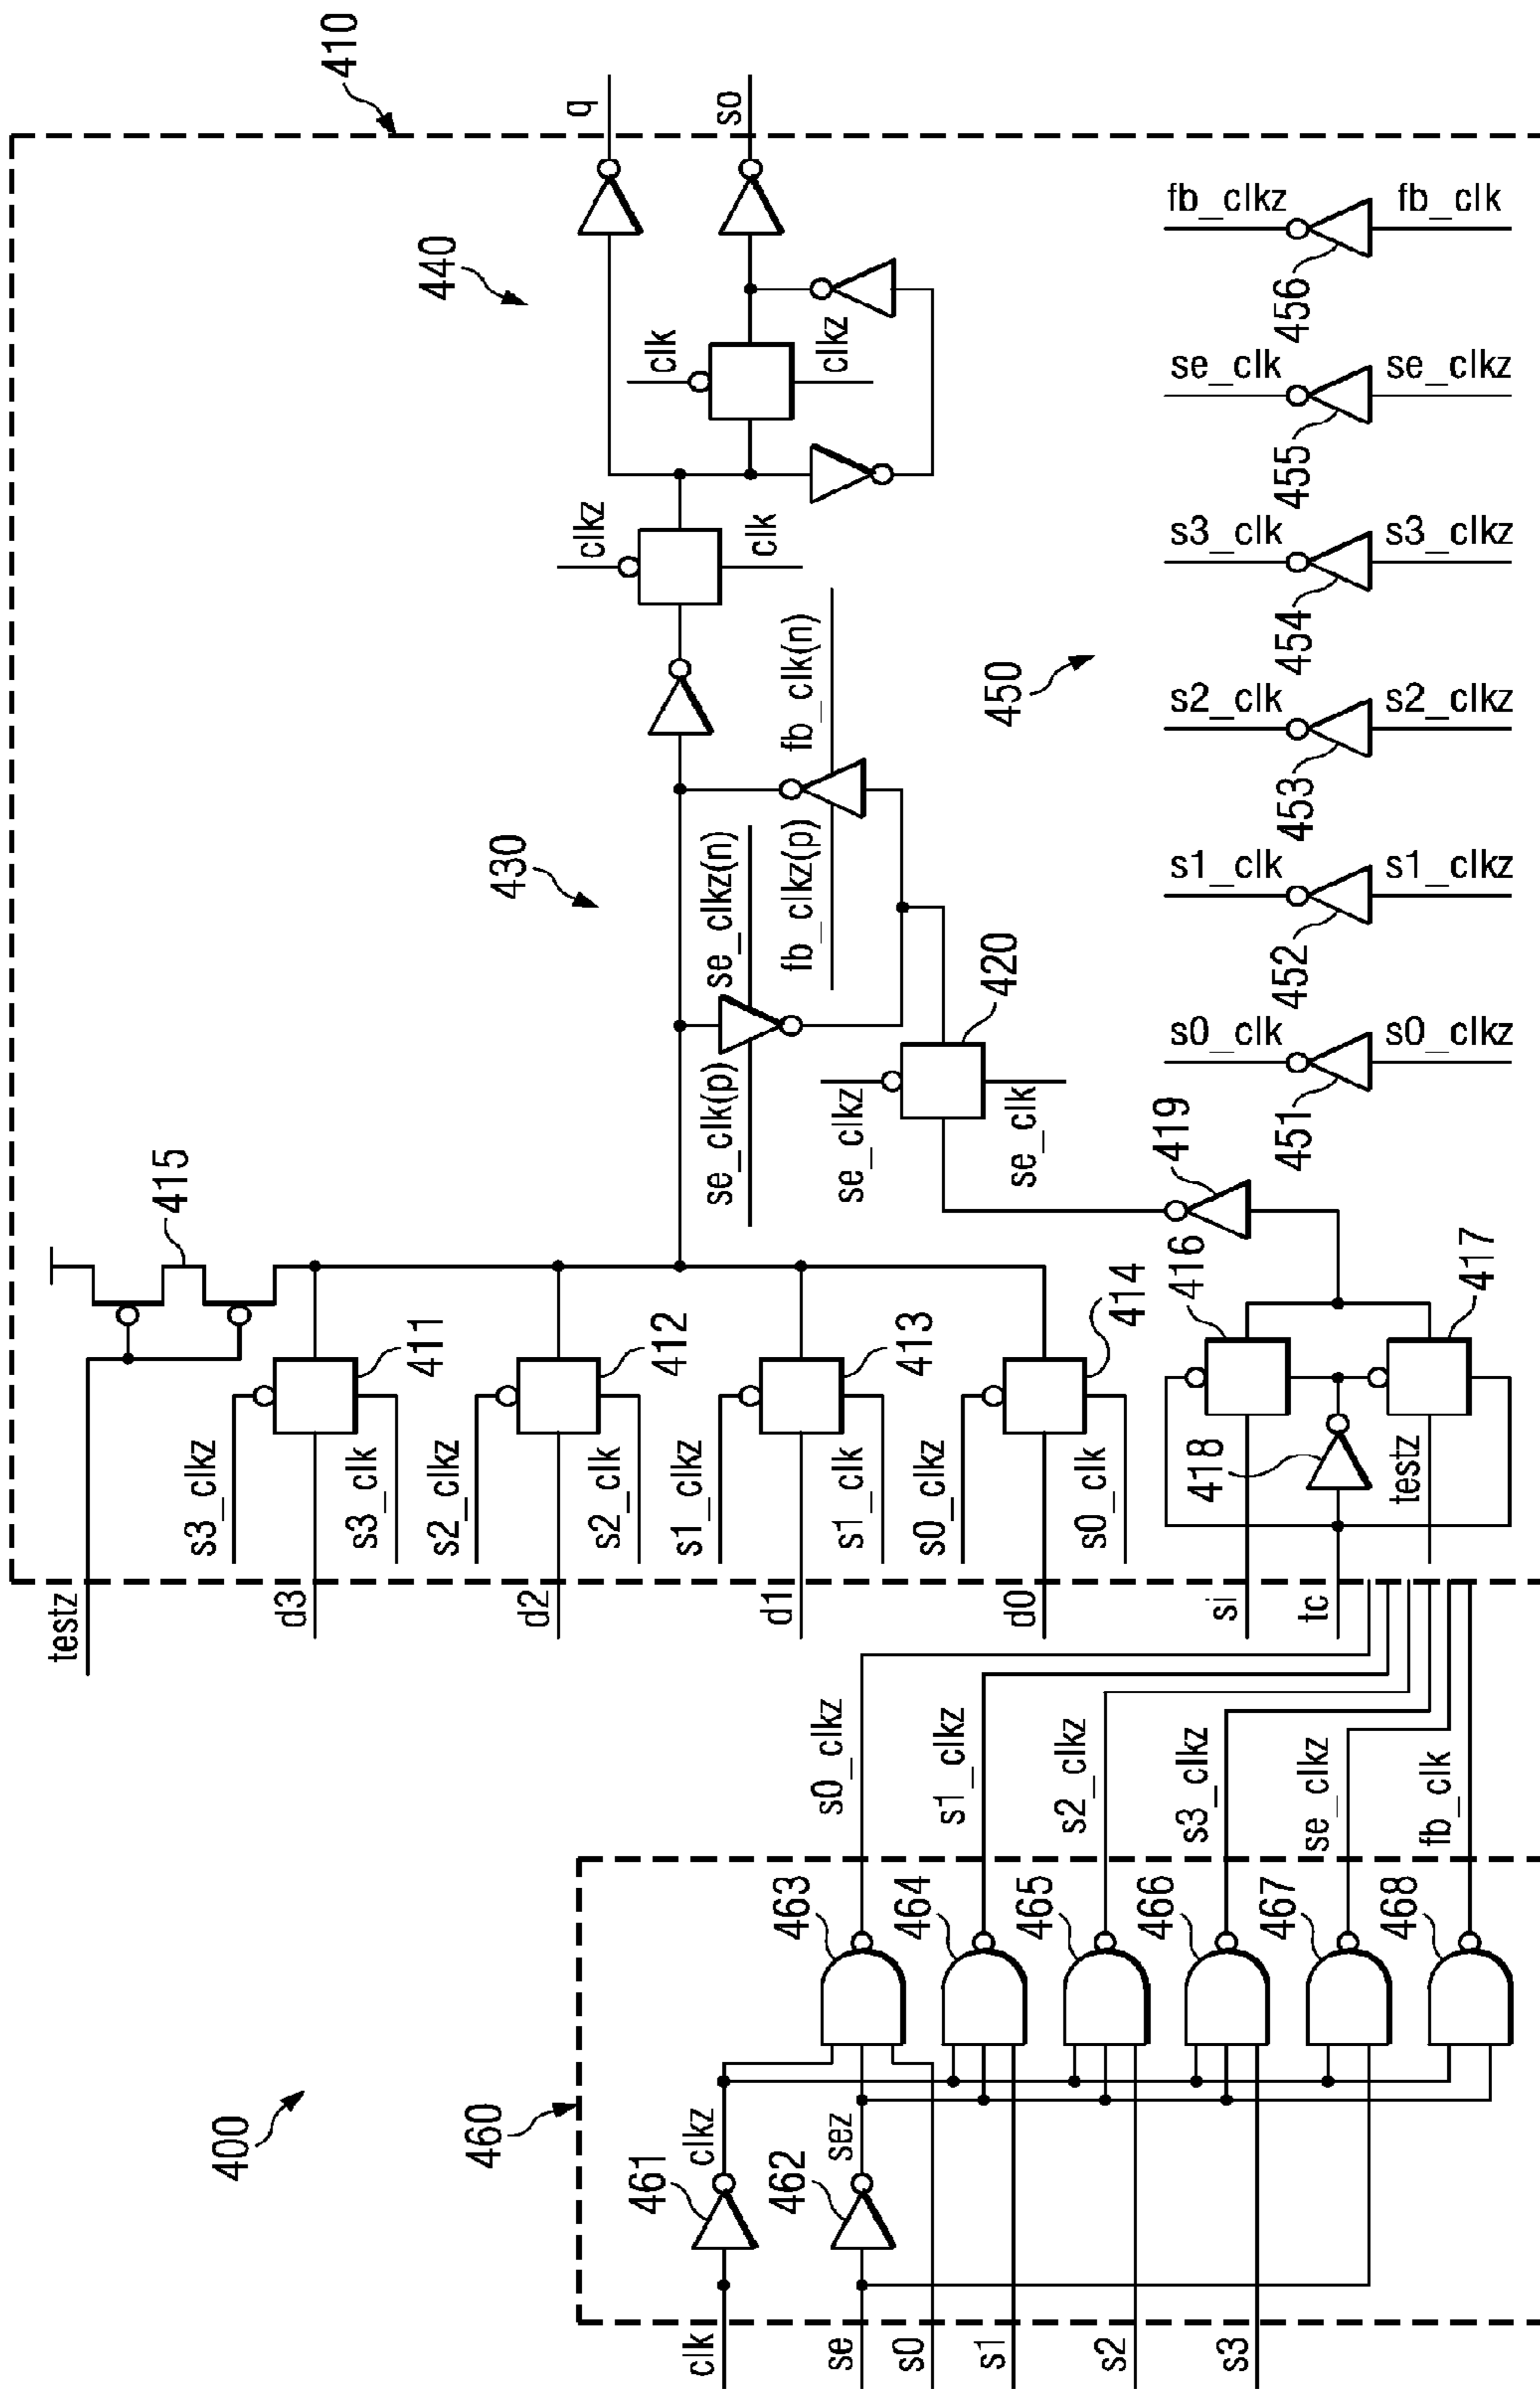 400
460
clk
se
s0
s1
s2
s3
461
clkz
462
sez
463
464
465
466
467
468
s0_clkz
s1_clkz
s2_clkz
s3_clkz
se_clkz
fb_clk
410
testz
415
d3
s3_clkz
s3_clk
411
d2
s2_clkz
s2_clk
412
d1
s1_clkz
s1_clk
413
d0
s0_clkz
s0_clk
414
si
tc
416
417
418
testz
419
420
se_clkz
se_clk
430
se_clk(p)
se_clkz(n)
fb_clkz(p)
fb_clk(n)
clkz
clk
440
clk
clkz
q
so
450
s0_clk
s0_clkz
451
s1_clk
s1_clkz
452
s2_clk
s2_clkz
453
s3_clk
s3_clkz
454
se_clk
se_clkz
455
fb_clkz
fb_clk
456